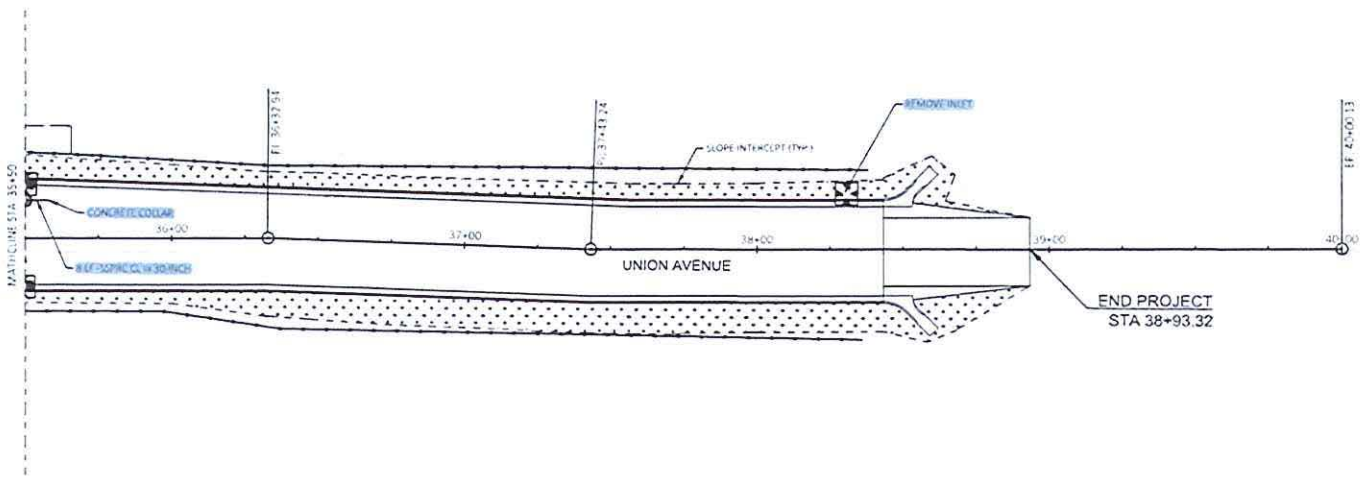 MATCHLINE STA 35+50
CONCRETE COLLAR
36+00
37+00
SLOPE INTERCEPT (TYP.)
REMOVE INLET
38+00
39+00
40+00
UNION AVENUE
END PROJECT
STA 38+93.32